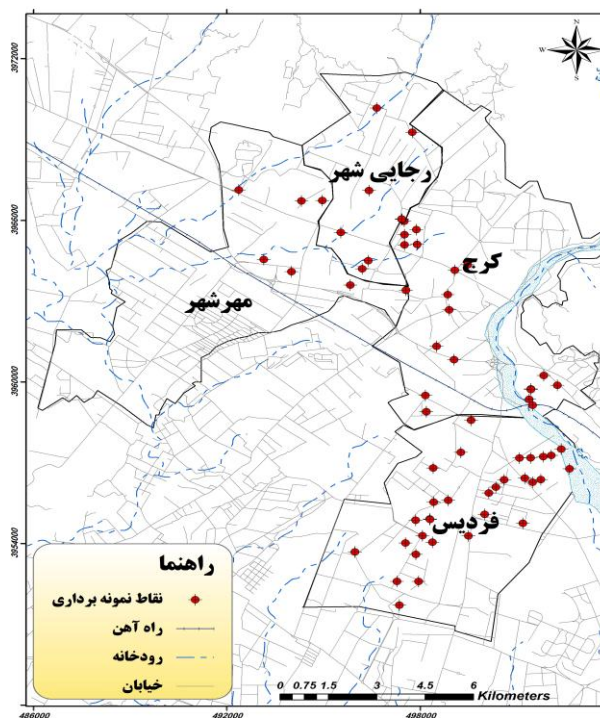 N
W E
S
3972000
3966000
3960000
3954000
رجایی شهر
کرج
مهرشهر
فردیس
راهنما
نقاط نمونه برداری
راه آهن
رودخانه
خیابان
0 0.75 1.5 3 4.5 6
Kilometers
486000 492000 498000